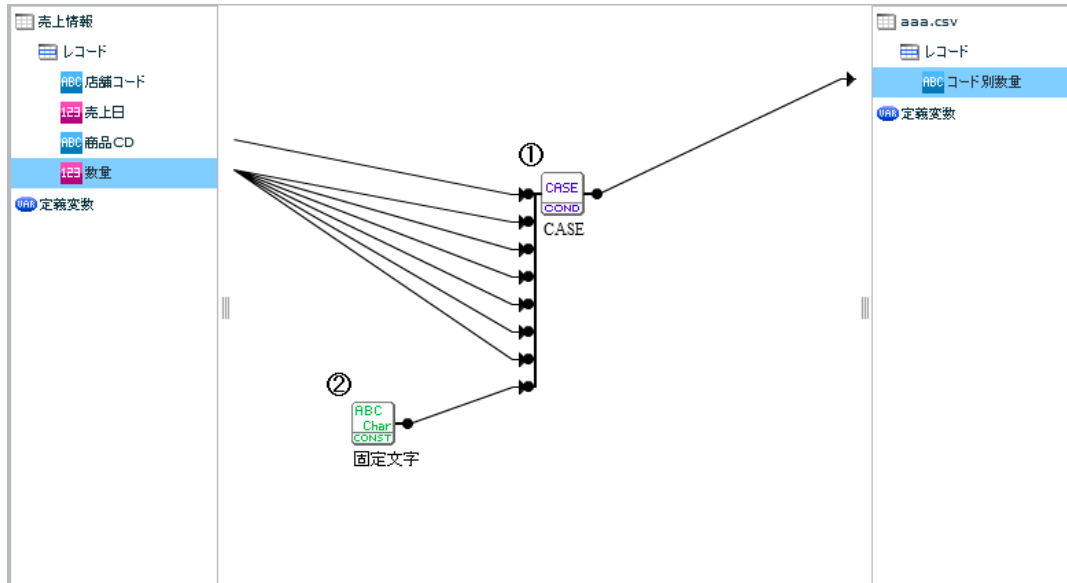 売上情報
レコード
ABC 店舗コード
123 売上日
ABC 商品CD
123 数量
VAR 定義変数
①
CASE
COND
CASE
②
ABC
Char
CONST
固定文字
aaa.csv
レコード
ABC コード別数量
VAR 定義変数